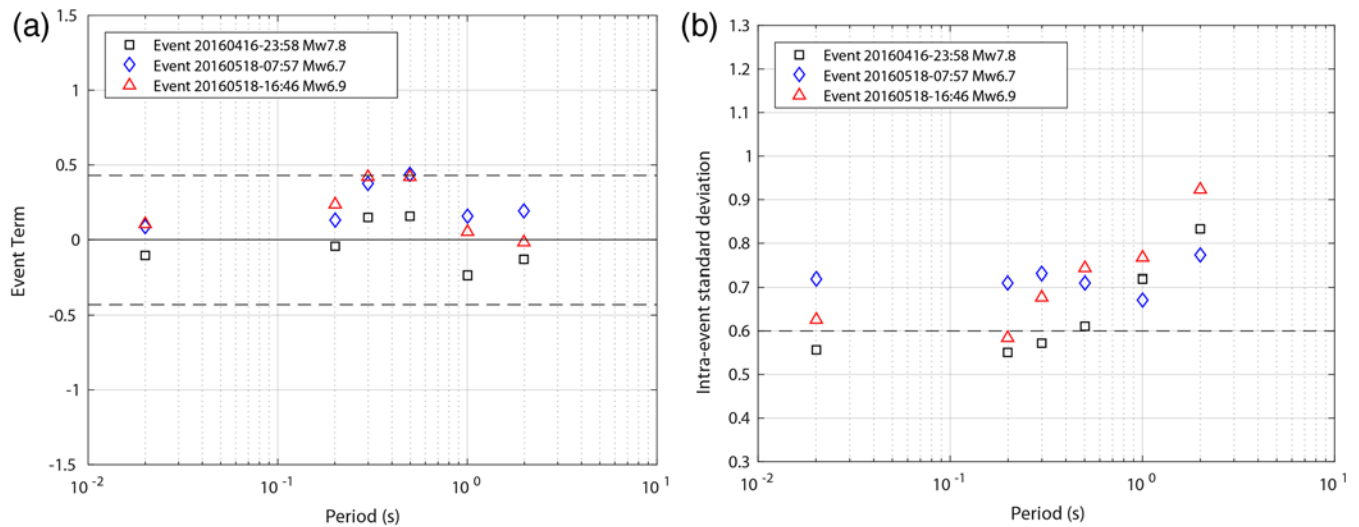 (a)
1.5
1
0.5
0
-0.5
-1
-1.5
Event Term
Event 20160416-23:58 Mw7.8
Event 20160518-07:57 Mw6.7
Event 20160518-16:46 Mw6.9
10-2
10-1
10 0
10 1
Period (s)
(b)
1.3
1.2
1.1
1
0.9
0.8
0.7
0.6
0.5
0.4
0.3
Intra-event standard deviation
Event 20160416-23:58 Mw7.8
Event 20160518-07:57 Mw6.7
Event 20160518-16:46 Mw6.9
10-2
10-1
10 0
10 1
Period (s)